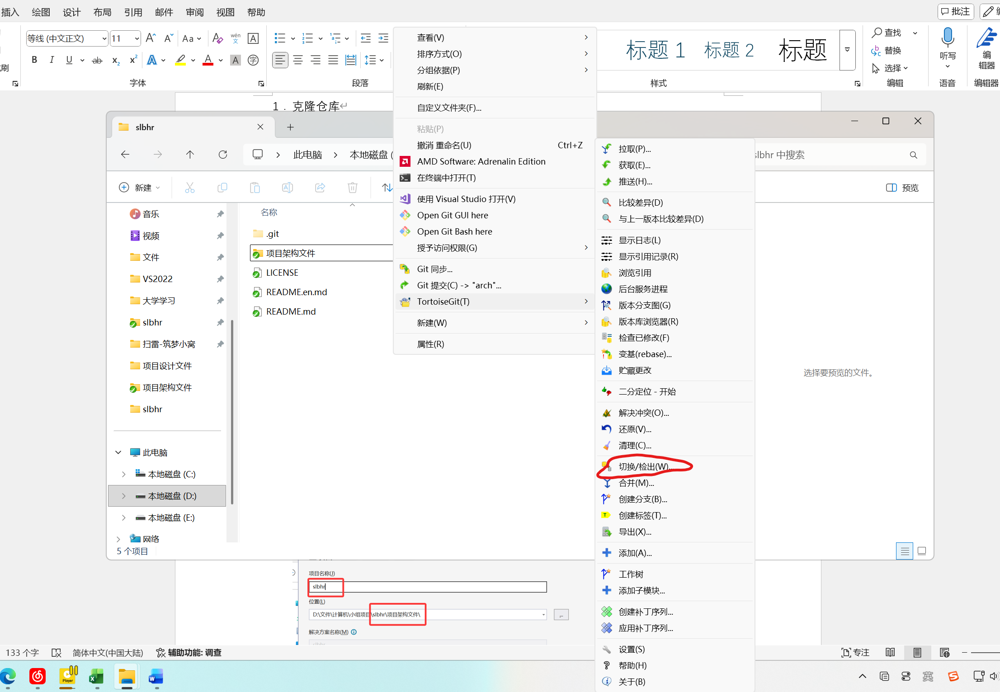 插入 绘图 设计 布局 引用 邮件 审阅 视图 帮助 批注
等线 (中文正文) 11 Aa wén 文 A
B I U ab x₂ x² A A A 字
字体
段落
标题 1 标题 2 标题
样式
查找
替换
选择
编辑
听写
语音
编
辑器
编辑器
刷
1．克隆仓库
slbhr
此电脑 本地磁盘 (
slbhr 中搜索
新建
预览
音乐
视频
文件
VS2022
大学学习
slbhr
扫雷-筑梦小窝
项目设计文件
项目架构文件
slbhr
此电脑
本地磁盘 (C:)
本地磁盘 (D:)
本地磁盘 (E:)
网络
5 个项目
名称
.git
项目架构文件
LICENSE
README.en.md
README.md
选择要预览的文件。
查看(V)
排序方式(O)
分组依据(P)
刷新(E)
自定义文件夹(F)...
粘贴(P)
撤消 重命名(U) Ctrl+Z
AMD Software: Adrenalin Edition
在终端中打开(T)
使用 Visual Studio 打开(V)
Open Git GUI here
Open Git Bash here
授予访问权限(G)
Git 同步...
Git 提交(C) -> "arch"...
TortoiseGit(T)
新建(W)
属性(R)
拉取(P)...
获取(E)...
推送(H)...
比较差异(D)
与上一版本比较差异(D)
显示日志(L)
显示引用记录(R)
浏览引用
后台服务进程
版本分支图(G)
版本库浏览器(R)
检查已修改(F)
变基(rebase)...
贮藏更改
二分定位 - 开始
解决冲突(O)...
还原(V)...
清理(C)...
切换/检出(W)...
合并(M)...
创建分支(B)...
创建标签(T)...
导出(X)...
添加(A)...
工作树
添加子模块...
创建补丁序列...
应用补丁序列...
设置(S)
帮助(H)
关于(B)
项目名称(J)
slbhr
位置(L)
D:\文件\计算机\小组项目\slbhr\项目架构文件\
...
解决方案名称(M)
slbhr
133 个字 简体中文(中国大陆) 辅助功能: 调查 专注
Player
英